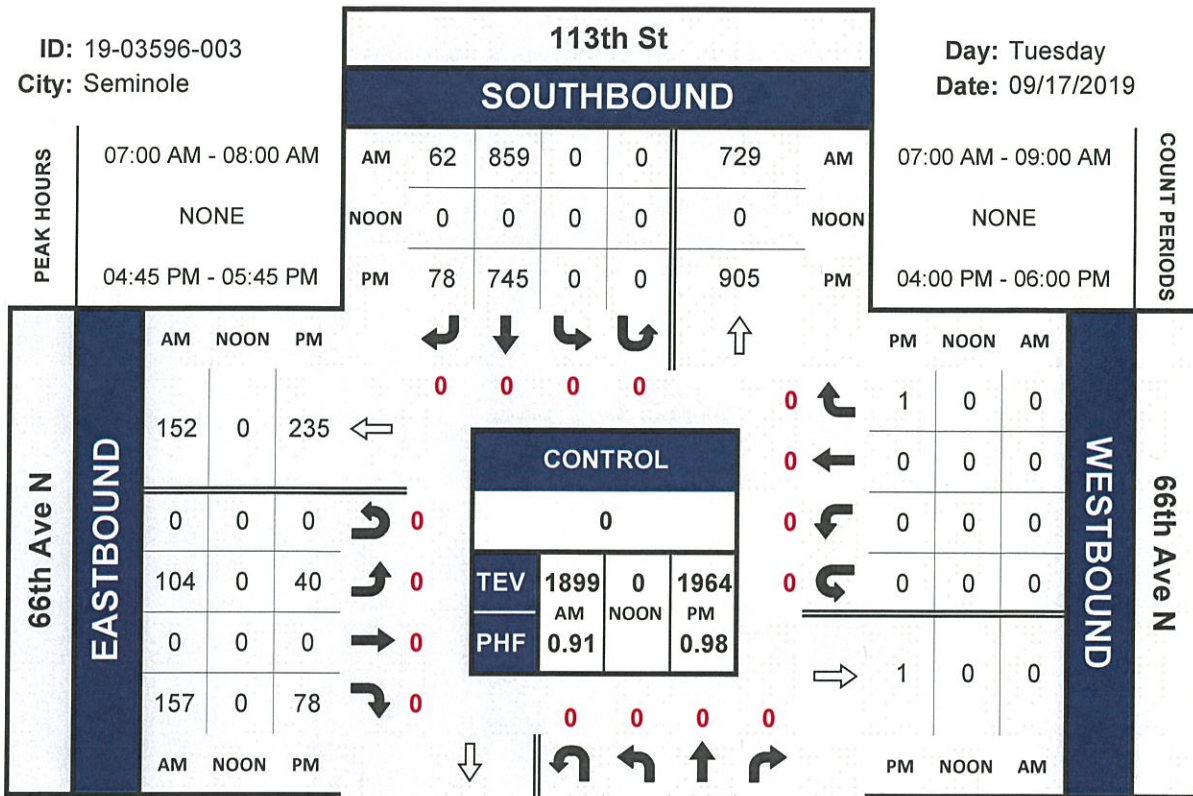 ID: 19-03596-003
City: Seminole
113th St
Day: Tuesday
Date: 09/17/2019
SOUTHBOUND
PEAK HOURS
07:00 AM - 08:00 AM
NONE
04:45 PM - 05:45 PM
AM 62 859 0 0 729 AM
NOON 0 0 0 0 0 NOON
PM 78 745 0 0 905 PM
07:00 AM - 09:00 AM
NONE
04:00 PM - 06:00 PM
COUNT PERIODS
0 0 0 0
66th Ave N
EASTBOUND
AM NOON PM
152 0 235
0 0 0 0
104 0 40 0
0 0 0 0
157 0 78 0
AM NOON PM
CONTROL
0
TEV 1899 0 1964
AM NOON PM
PHF 0.91 0.98
PM NOON AM
0 1 0 0
0 0 0 0
0 0 0 0
0 0 0 0
1 0 0
PM NOON AM
WESTBOUND
66th Ave N
0 0 0 0